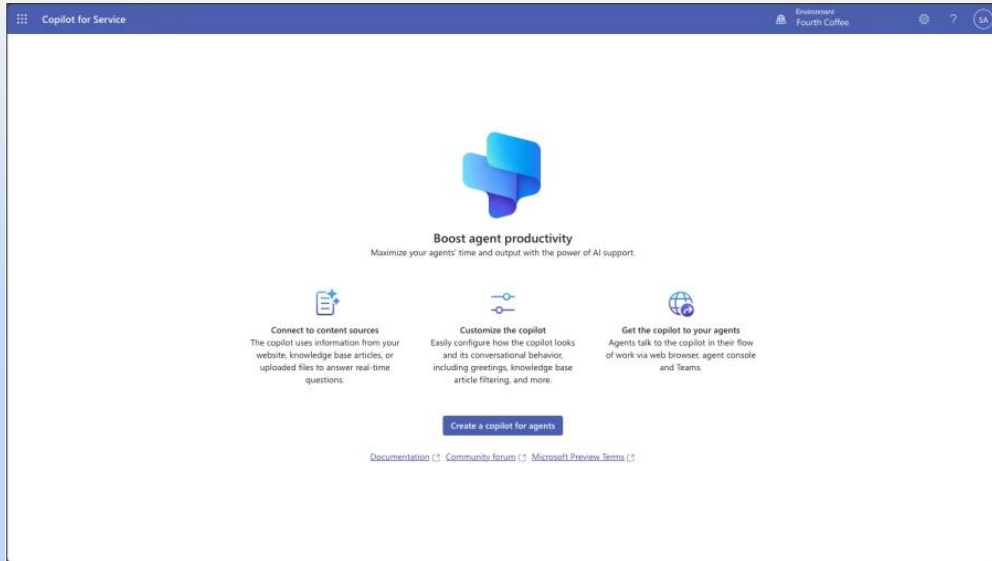 Copilot for Service
Environment
Fourth Coffee
?
SA
Boost agent productivity
Maximize your agents' time and output with the power of AI support.
Connect to content sources
The copilot uses information from your
website, knowledge base articles, or
uploaded files to answer real-time
questions.
Customize the copilot
Easily configure how the copilot looks
and its conversational behavior,
including greetings, knowledge base
article filtering, and more.
Get the copilot to your agents
Agents talk to the copilot in their flow
of work via web browser, agent console
and Teams.
Create a copilot for agents
Documentation Community forum Microsoft Preview Terms